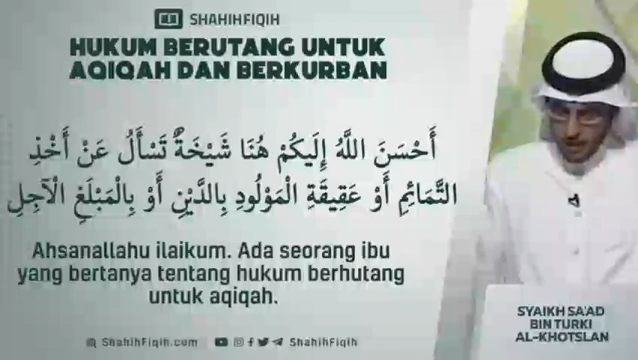 SHAHIHFIQIH
HUKUM BERUTANG UNTUK
AQIQAH DAN BERKURBAN
أَحْسَنَ اللَّهُ إِلَيكُمْ هُنَا شَيْخَةٌ تَسْأَلُ عَنْ أَخْذِ
التَّمَائِمِ أَوْ عَقِيقَةِ الْمَوْلُودِ بِالدَّيْنِ أَوْ بِالْمَبْلَغِ الْآجِلِ
Ahsanallahu ilaikum. Ada seorang ibu
yang bertanya tentang hukum berhutang
untuk aqiqah.
SYAIKH SA'AD
BIN TURKI
AL-KHOTSLAN
ShahihFiqih.com ShahihFiqih